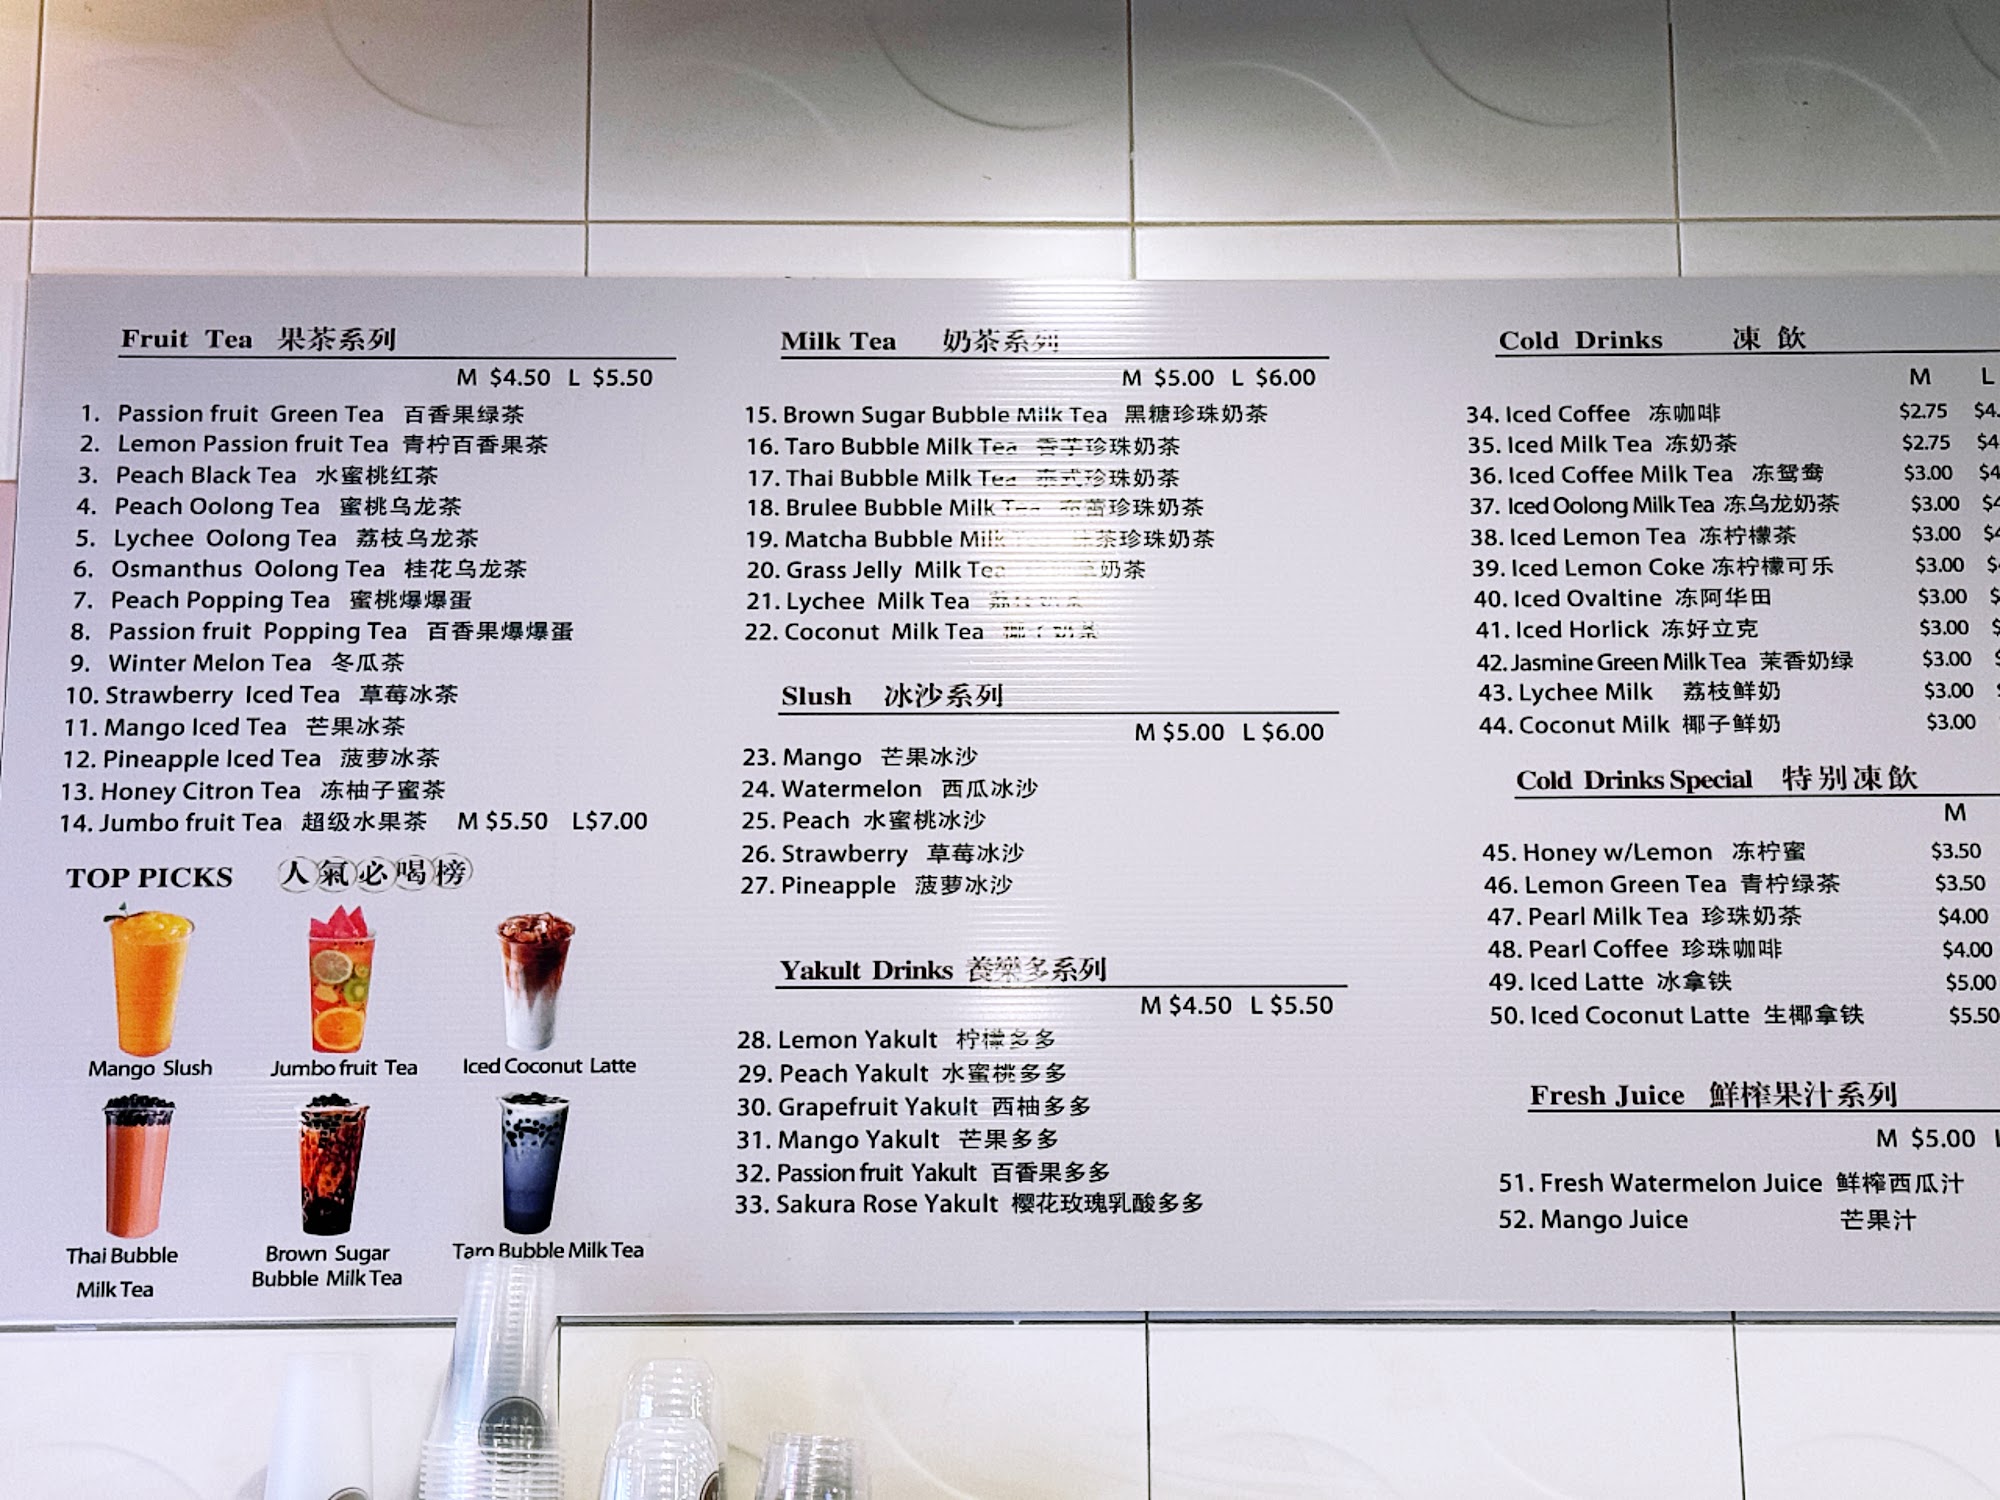 Fruit Tea 果茶系列
M $4.50 L $5.50
1. Passion fruit Green Tea 百香果绿茶
2. Lemon Passion fruit Tea 青柠百香果茶
3. Peach Black Tea 水蜜桃红茶
4. Peach Oolong Tea 蜜桃乌龙茶
5. Lychee Oolong Tea 荔枝乌龙茶
6. Osmanthus Oolong Tea 桂花乌龙茶
7. Peach Popping Tea 蜜桃爆爆蛋
8. Passion fruit Popping Tea 百香果爆爆蛋
9. Winter Melon Tea 冬瓜茶
10. Strawberry Iced Tea 草莓冰茶
11. Mango Iced Tea 芒果冰茶
12. Pineapple Iced Tea 菠萝冰茶
13. Honey Citron Tea 冻柚子蜜茶
14. Jumbo fruit Tea 超级水果茶 M $5.50 L$7.00
TOP PICKS 人氣必喝榜
Mango Slush
Jumbo fruit Tea
Iced Coconut Latte
Thai Bubble
Milk Tea
Brown Sugar
Bubble Milk Tea
Taro Bubble Milk Tea
Milk Tea 奶茶系列
M $5.00 L $6.00
15. Brown Sugar Bubble Milk Tea 黑糖珍珠奶茶
16. Taro Bubble Milk Tea 香芋珍珠奶茶
17. Thai Bubble Milk Tea 泰式珍珠奶茶
18. Brulee Bubble Milk Tea 布蕾珍珠奶茶
19. Matcha Bubble Milk 抹茶珍珠奶茶
20. Grass Jelly Milk Tea 奶茶
21. Lychee Milk Tea 荔枝奶茶
22. Coconut Milk Tea 椰子奶茶
Slush 冰沙系列
M $5.00 L $6.00
23. Mango 芒果冰沙
24. Watermelon 西瓜冰沙
25. Peach 水蜜桃冰沙
26. Strawberry 草莓冰沙
27. Pineapple 菠萝冰沙
Yakult Drinks 養樂多系列
M $4.50 L $5.50
28. Lemon Yakult 柠檬多多
29. Peach Yakult 水蜜桃多多
30. Grapefruit Yakult 西柚多多
31. Mango Yakult 芒果多多
32. Passion fruit Yakult 百香果多多
33. Sakura Rose Yakult 樱花玫瑰乳酸多多
Cold Drinks 凍飲
M L
34. Iced Coffee 冻咖啡 $2.75 $4.
35. Iced Milk Tea 冻奶茶 $2.75 $4
36. Iced Coffee Milk Tea 冻鸳鸯 $3.00 $4
37. Iced Oolong Milk Tea 冻乌龙奶茶 $3.00 $4
38. Iced Lemon Tea 冻柠檬茶 $3.00 $4
39. Iced Lemon Coke 冻柠檬可乐 $3.00 $
40. Iced Ovaltine 冻阿华田 $3.00 $
41. Iced Horlick 冻好立克 $3.00 $
42. Jasmine Green Milk Tea 茉香奶绿 $3.00 $
43. Lychee Milk 荔枝鲜奶 $3.00
44. Coconut Milk 椰子鲜奶 $3.00
Cold Drinks Special 特别凍飲
M
45. Honey w/Lemon 冻柠蜜 $3.50
46. Lemon Green Tea 青柠绿茶 $3.50
47. Pearl Milk Tea 珍珠奶茶 $4.00
48. Pearl Coffee 珍珠咖啡 $4.00
49. Iced Latte 冰拿铁 $5.00
50. Iced Coconut Latte 生椰拿铁 $5.50
Fresh Juice 鮮榨果汁系列
M $5.00
51. Fresh Watermelon Juice 鲜榨西瓜汁
52. Mango Juice 芒果汁